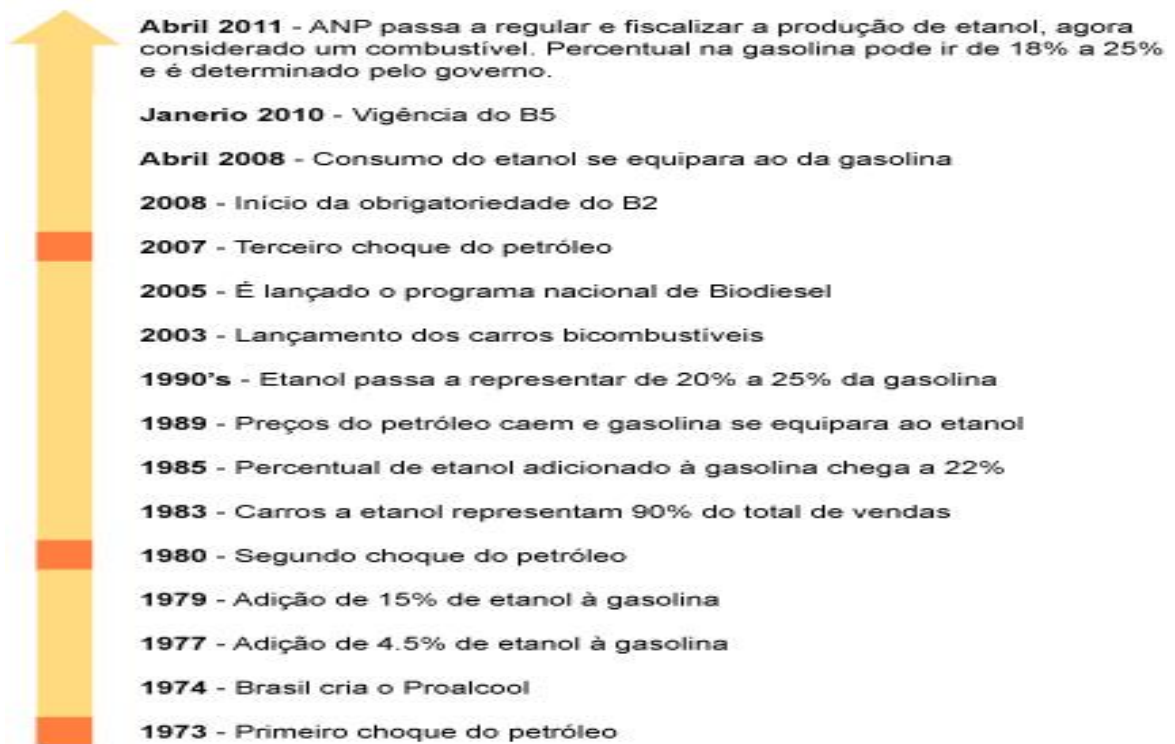 Abril 2011 - ANP passa a regular e fiscalizar a produção de etanol, agora
considerado um combustível. Percentual na gasolina pode ir de 18% a 25%
e é determinado pelo governo.
Janerio 2010 - Vigência do B5
Abril 2008 - Consumo do etanol se equipara ao da gasolina
2008 - Início da obrigatoriedade do B2
2007 - Terceiro choque do petróleo
2005 - É lançado o programa nacional de Biodiesel
2003 - Lançamento dos carros bicombustíveis
1990's - Etanol passa a representar de 20% a 25% da gasolina
1989 - Preços do petróleo caem e gasolina se equipara ao etanol
1985 - Percentual de etanol adicionado à gasolina chega a 22%
1983 - Carros a etanol representam 90% do total de vendas
1980 - Segundo choque do petróleo
1979 - Adição de 15% de etanol à gasolina
1977 - Adição de 4.5% de etanol à gasolina
1974 - Brasil cria o Proalcool
1973 - Primeiro choque do petróleo